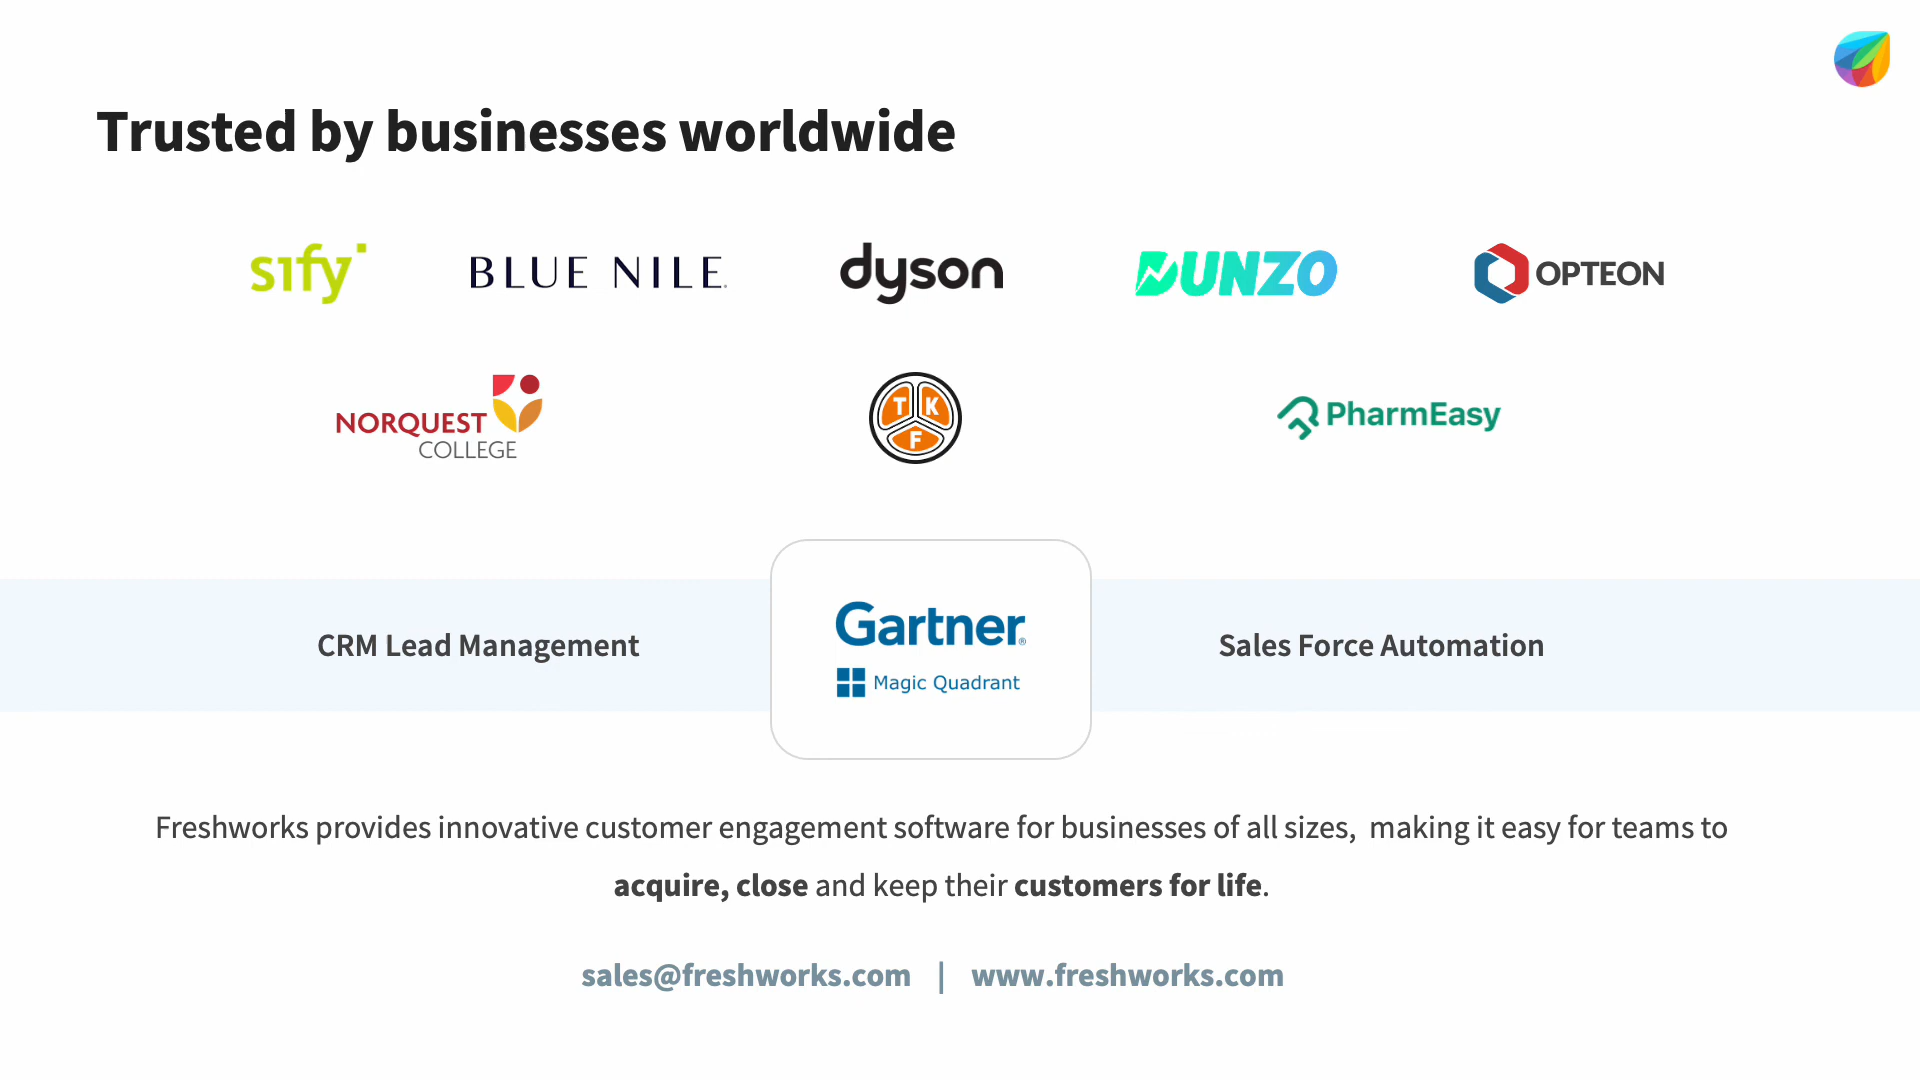 Trusted by businesses worldwide
sify
BLUE NILE.
dyson
DUNZO
OPTEON
NORQUEST
COLLEGE
T K
F
PharmEasy
CRM Lead Management
Gartner®
Magic Quadrant
Sales Force Automation
Freshworks provides innovative customer engagement software for businesses of all sizes,  making it easy for teams to
acquire, close and keep their customers for life.
sales@freshworks.com | www.freshworks.com